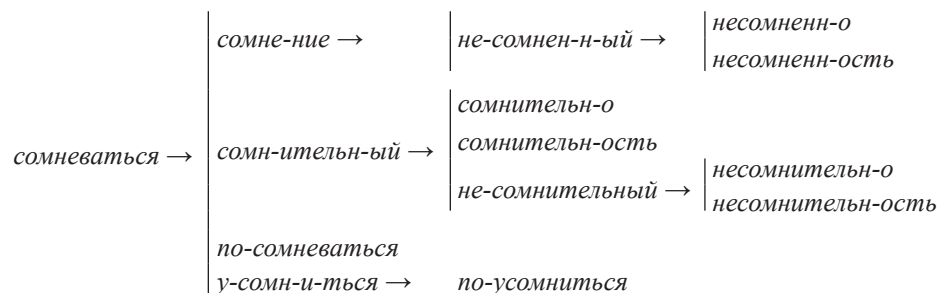 несомненн-о
сомне-ние → не-сомнен-н-ый →
несомненн-ость
сомнительн-о
сомнительн-ость
сомневаться → сомн-ительн-ый →
несомнительн-о
не-сомнительный →
несомнительн-ость
по-сомневаться
у-сомн-и-ться → по-усомниться